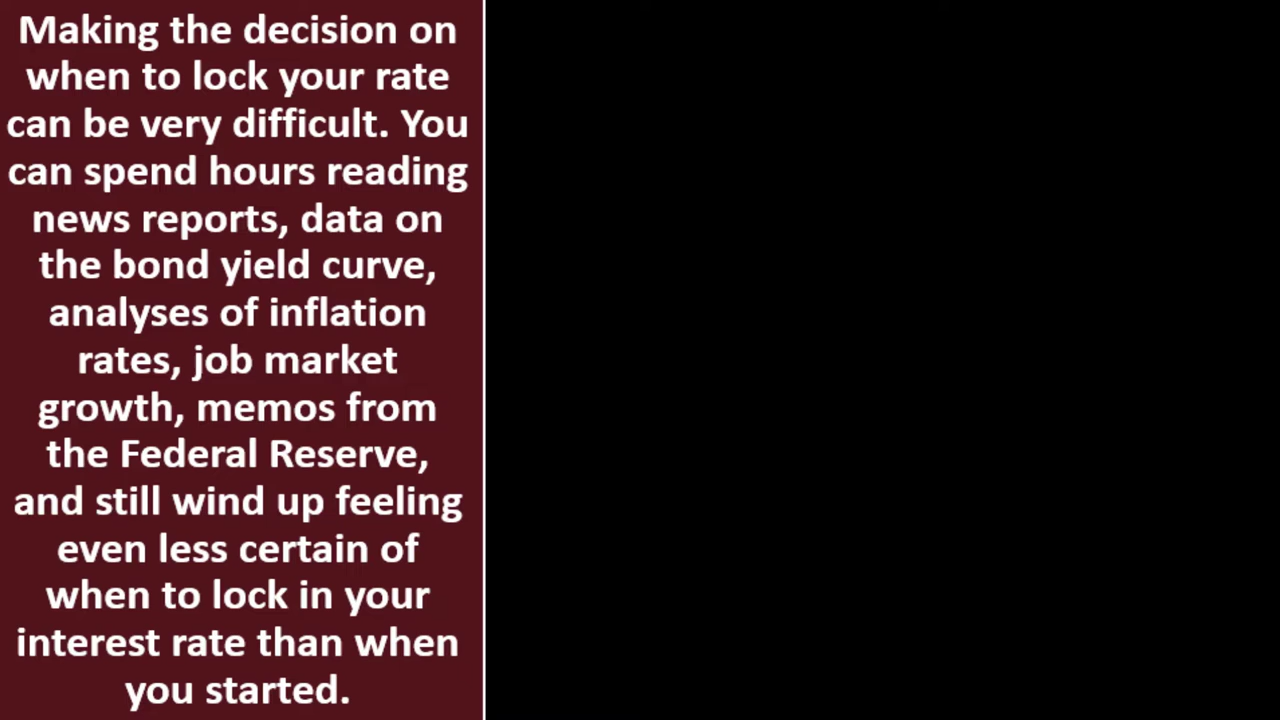 Making the decision on
when to lock your rate
can be very difficult. You
can spend hours reading
news reports, data on
the bond yield curve,
analyses of inflation
rates, job market
growth, memos from
the Federal Reserve,
and still wind up feeling
even less certain of
when to lock in your
interest rate than when
you started.